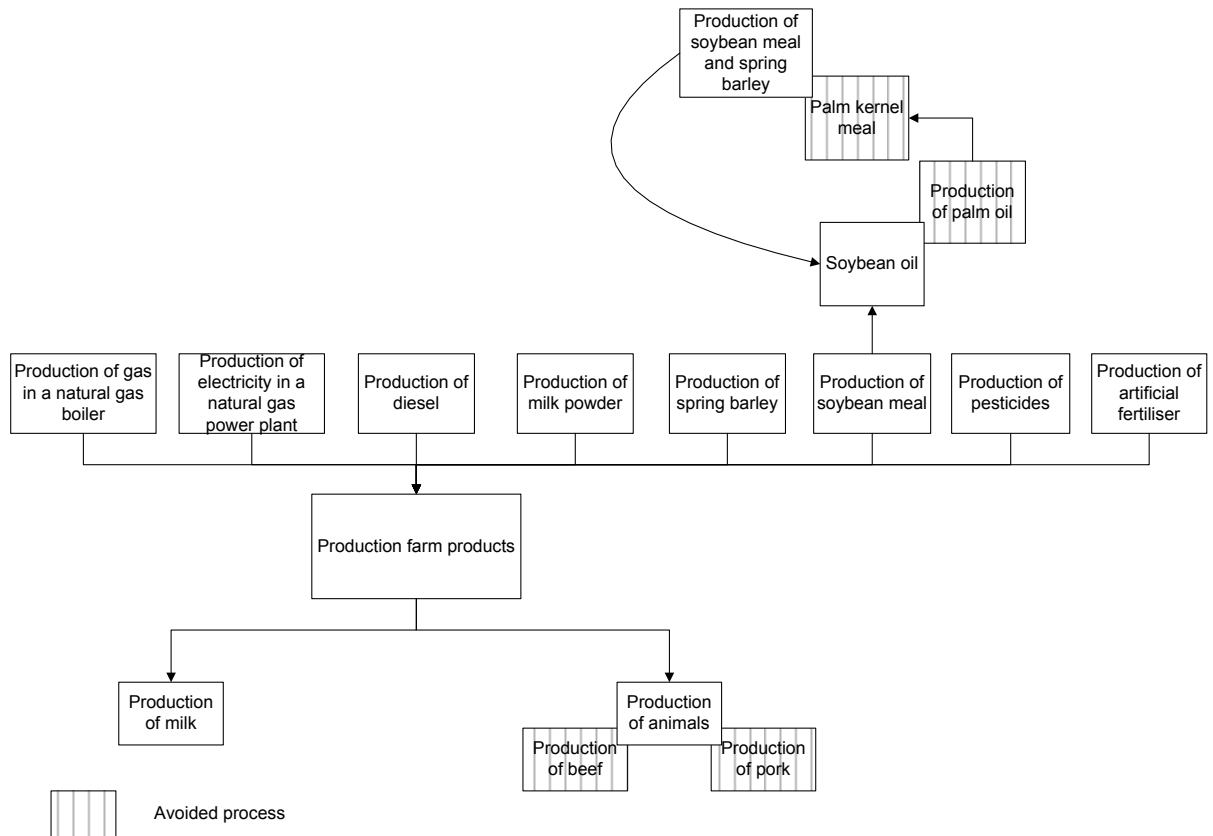 Production of
soybean meal
and spring
barley
Palm kernel
meal
Production
of palm oil
Soybean oil
Production of gas
in a natural gas
boiler
Production of
electricity in a
natural gas
power plant
Production of
diesel
Production of
milk powder
Production of
spring barley
Production of
soybean meal
Production of
pesticides
Production of
artificial
fertiliser
Production farm products
Production
of milk
Production
of animals
Production
of beef
Production
of pork
Avoided process